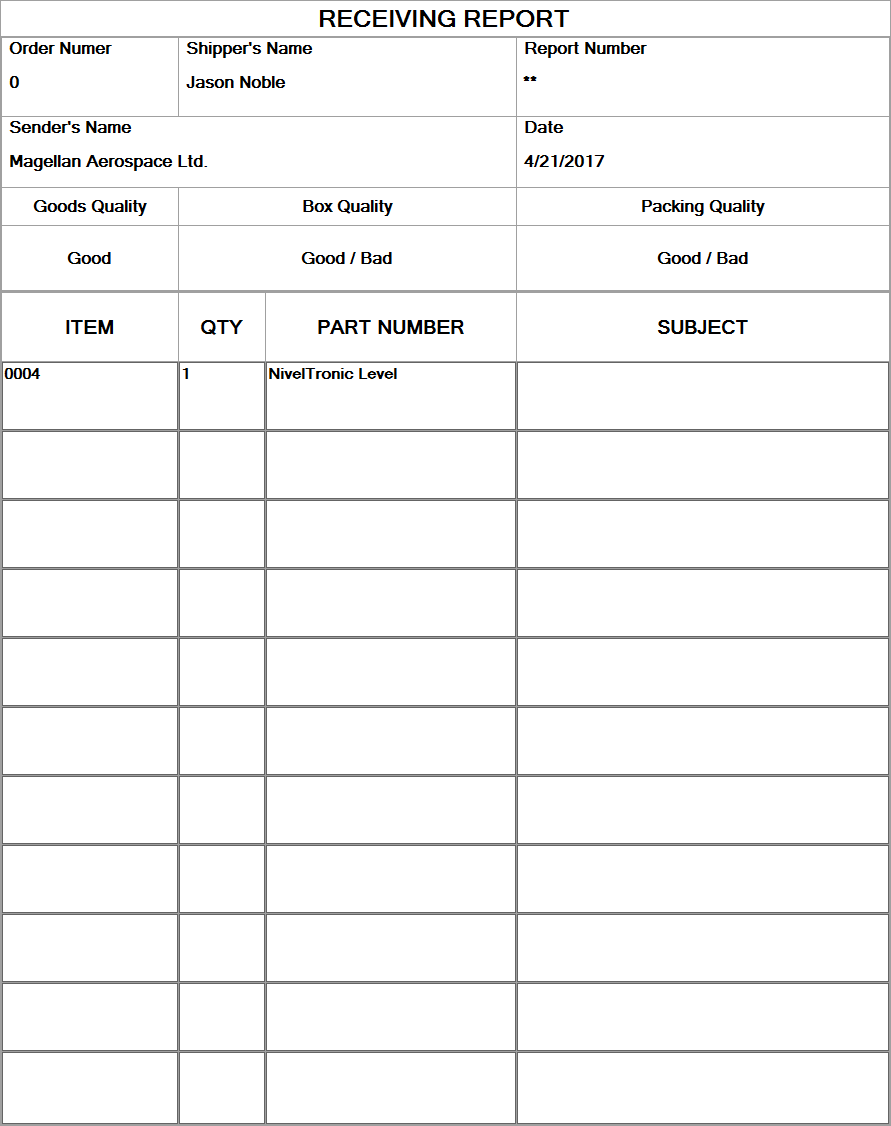 RECEIVING REPORT
Order Numer Shipper's Name Report Number
0 Jason Noble **
Sender's Name Date
Magellan Aerospace Ltd. 4/21/2017
Goods Quality Box Quality Packing Quality
Good Good / Bad Good / Bad
ITEM QTY PART NUMBER SUBJECT
0004 1 NivelTronic Level